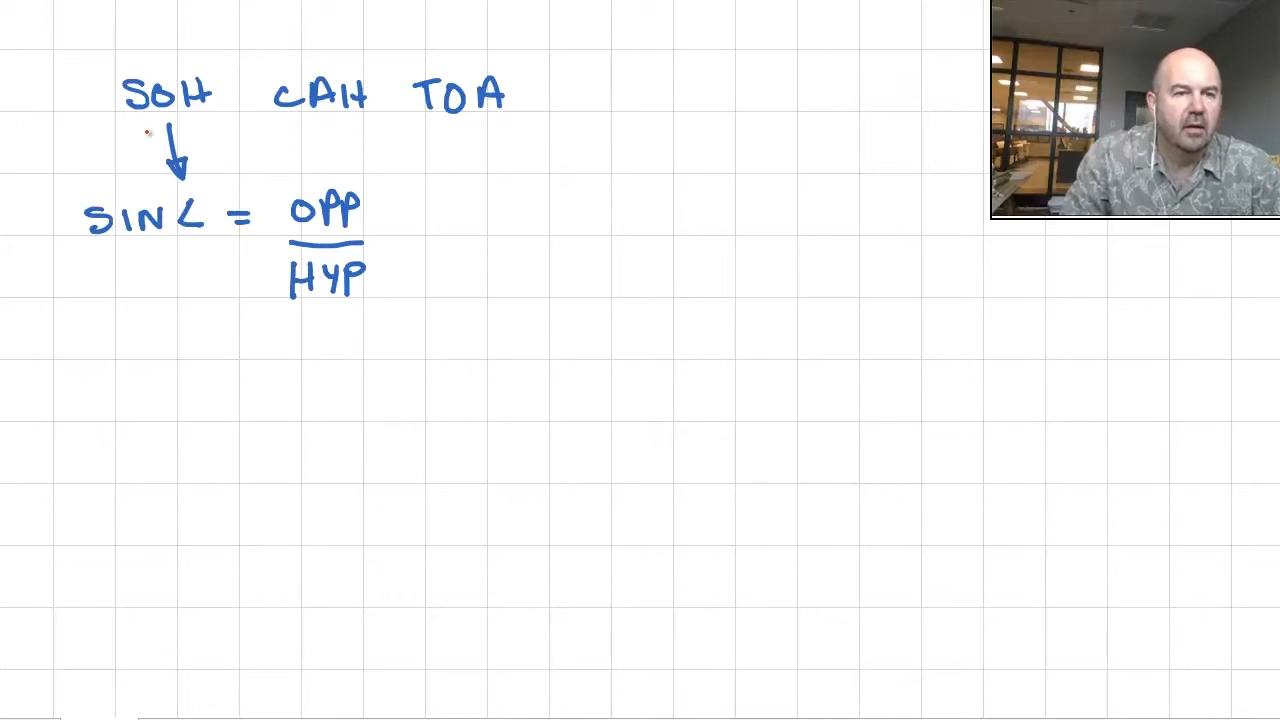 SOH CAH TOA
SIN ∠ = OPP
HYP